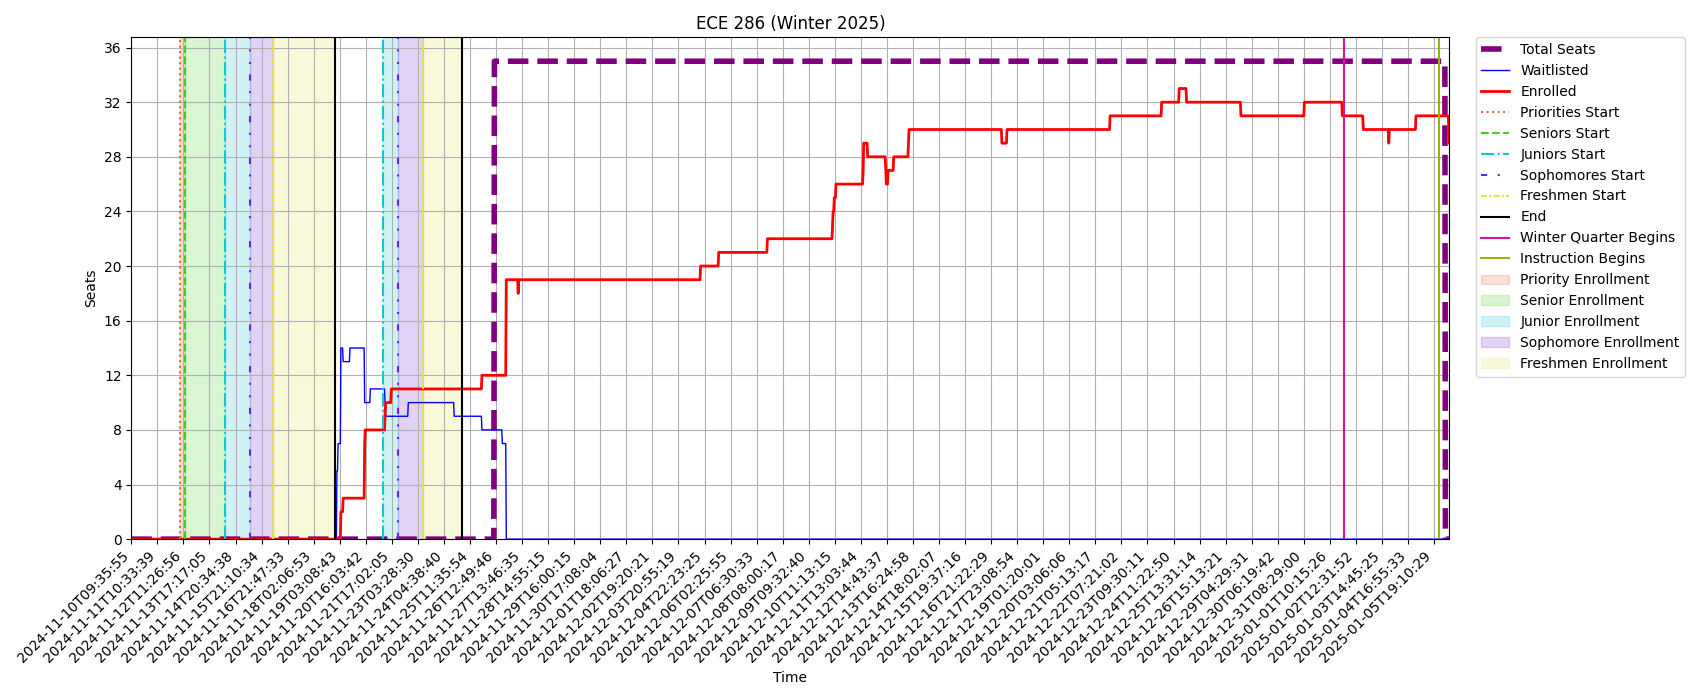 ECE 286 (Winter 2025)
Seats
36
32
28
24
20
16
12
8
4
0
2024-11-10T09:35:55
2024-11-11T10:33:39
2024-11-12T11:26:56
2024-11-13T17:17:05
2024-11-14T20:34:38
2024-11-15T21:10:34
2024-11-16T21:47:33
2024-11-18T02:06:53
2024-11-19T03:08:43
2024-11-20T16:03:42
2024-11-21T17:02:05
2024-11-23T03:28:30
2024-11-24T04:38:40
2024-11-25T11:35:54
2024-11-26T12:49:46
2024-11-27T13:46:35
2024-11-28T14:55:15
2024-11-29T16:00:15
2024-11-30T17:08:04
2024-12-01T18:06:27
2024-12-02T19:20:21
2024-12-03T20:55:19
2024-12-04T22:23:25
2024-12-06T02:25:55
2024-12-07T06:30:33
2024-12-08T08:00:17
2024-12-09T09:32:40
2024-12-10T11:13:15
2024-12-11T13:03:44
2024-12-12T14:43:37
2024-12-13T16:24:58
2024-12-14T18:02:07
2024-12-15T19:37:16
2024-12-16T21:22:29
2024-12-17T23:08:54
2024-12-19T01:20:01
2024-12-20T03:06:06
2024-12-21T05:13:17
2024-12-22T07:21:02
2024-12-23T09:30:11
2024-12-24T11:22:50
2024-12-25T13:31:14
2024-12-26T15:13:21
2024-12-29T04:29:31
2024-12-30T06:19:42
2024-12-31T08:29:00
2025-01-01T10:15:26
2025-01-02T12:31:52
2025-01-03T14:45:23
2025-01-04T16:55:33
2025-01-05T19:10:29
Time
Total Seats
Waitlisted
Enrolled
Priorities Start
Seniors Start
Juniors Start
Sophomores Start
Freshmen Start
End
Winter Quarter Begins
Instruction Begins
Priority Enrollment
Senior Enrollment
Junior Enrollment
Sophomore Enrollment
Freshmen Enrollment